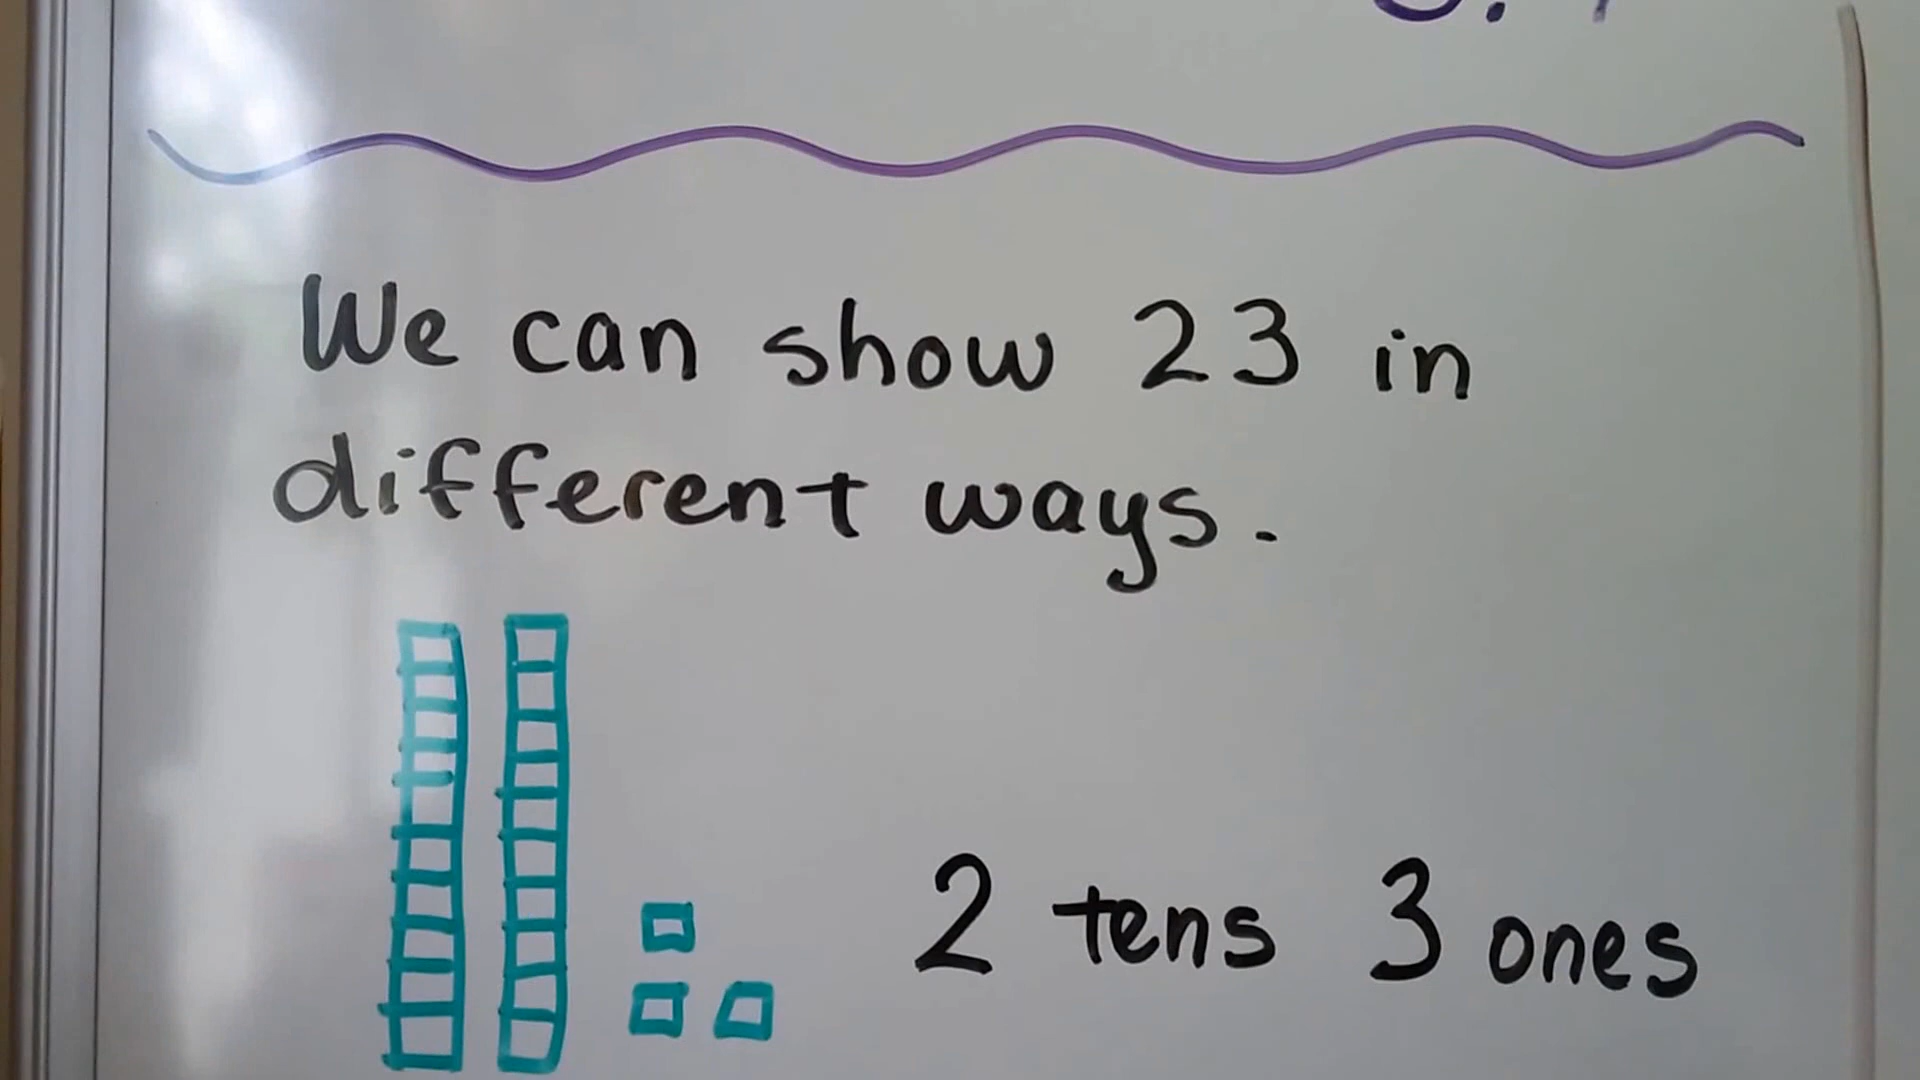 We can show 23 in
different ways.
2 tens 3 ones